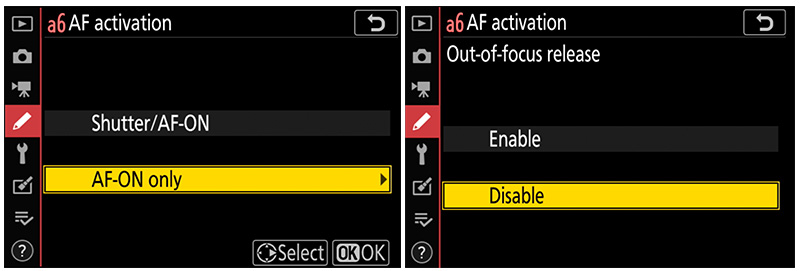 a6 AF activation
Shutter/AF-ON
AF-ON only
Select OK OK
a6 AF activation
Out-of-focus release
Enable
Disable
?
?